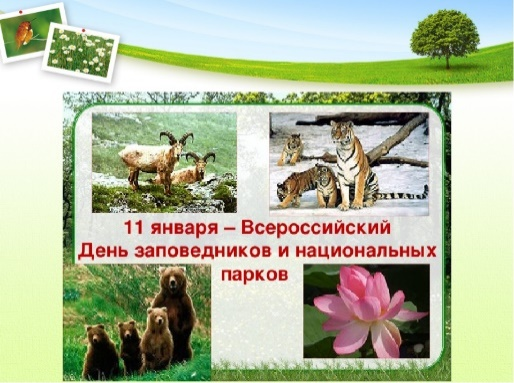 11 января – Всероссийский
День заповедников и национальных
парков